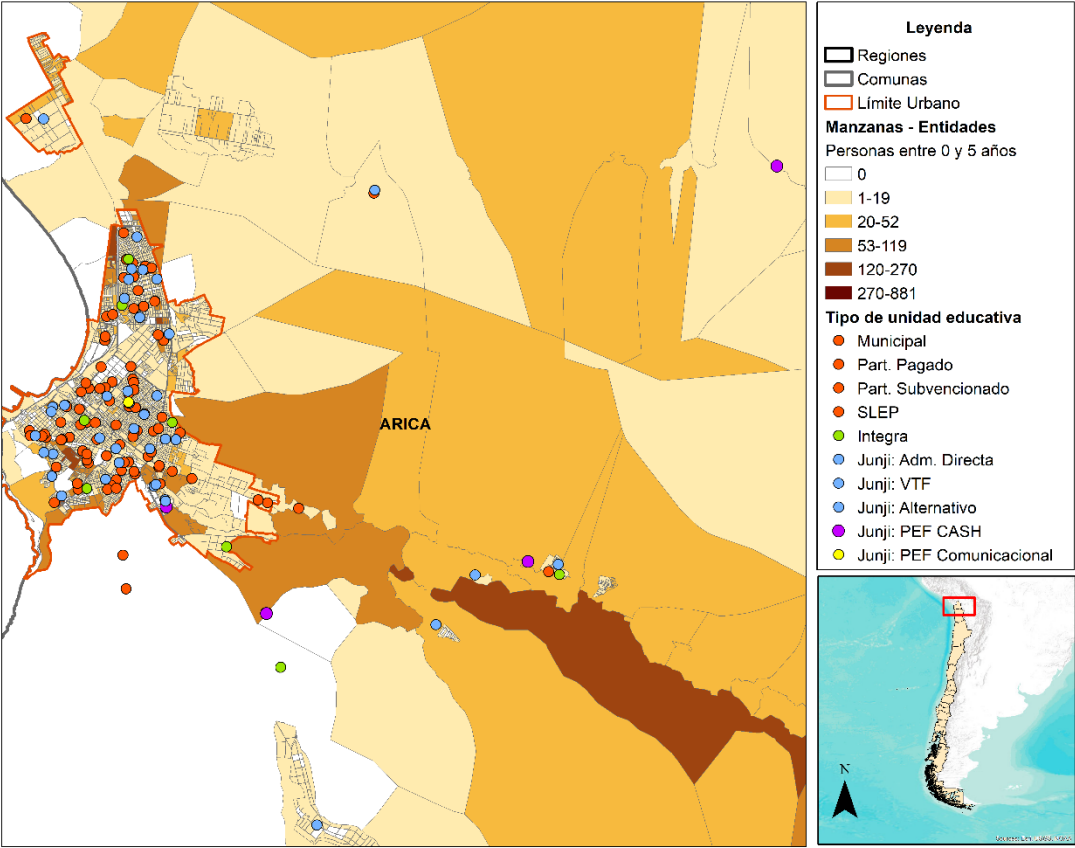 ARICA
Leyenda
Regiones
Comunas
Límite Urbano
Manzanas - Entidades
Personas entre 0 y 5 años
0
1-19
20-52
53-119
120-270
270-881
Tipo de unidad educativa
Municipal
Part. Pagado
Part. Subvencionado
SLEP
Integra
Junji: Adm. Directa
Junji: VTF
Junji: Alternativo
Junji: PEF CASH
Junji: PEF Comunicacional
N